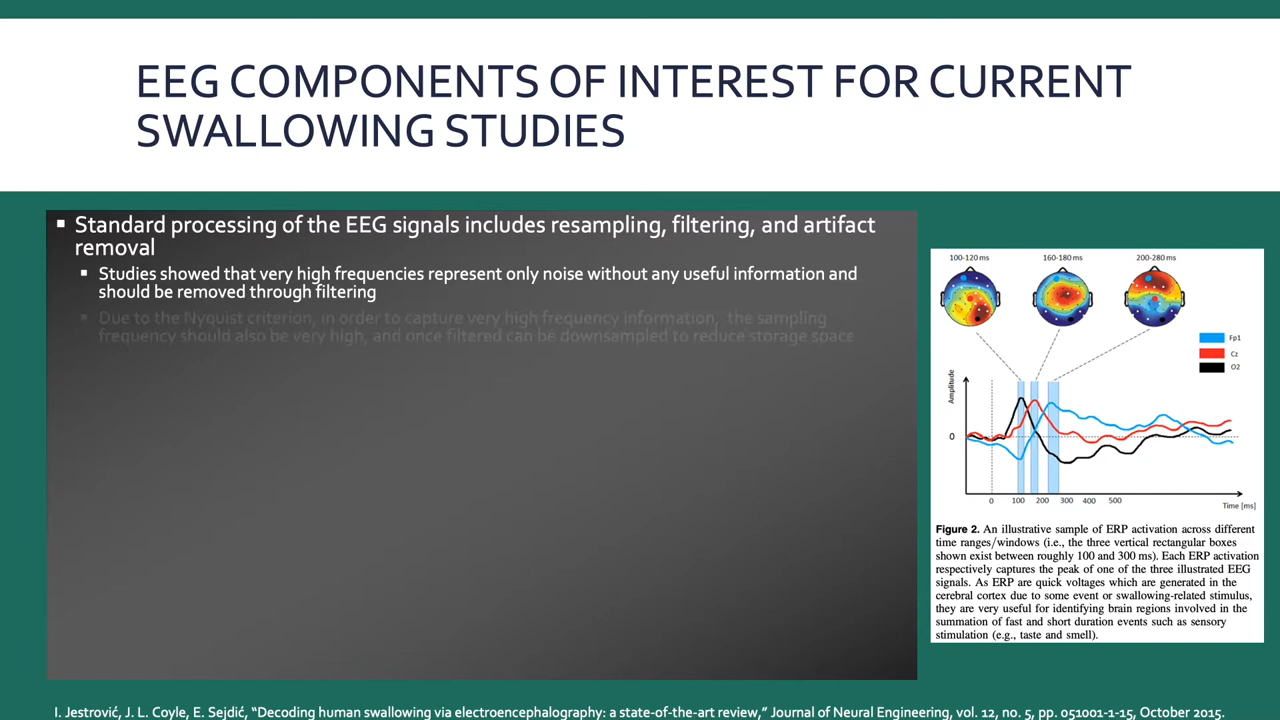 EEG COMPONENTS OF INTEREST FOR CURRENT
SWALLOWING STUDIES
▪ Standard processing of the EEG signals includes resampling, filtering, and artifact
removal
▪ Studies showed that very high frequencies represent only noise without any useful information and
should be removed through filtering
▪ Due to the Nyquist criterion, in order to capture very high frequency information, the sampling
frequency should also be very high, and once filtered can be downsampled to reduce storage space
100-120 ms 160-180 ms 200-280 ms
Fp1
Cz
O2
Amplitude
0
0 100 200 300 400 500
Time [ms]
Figure 2. An illustrative sample of ERP activation across different
time ranges/windows (i.e., the three vertical rectangular boxes
shown exist between roughly 100 and 300 ms). Each ERP activation
respectively captures the peak of one of the three illustrated EEG
signals. As ERP are quick voltages which are generated in the
cerebral cortex due to some event or swallowing-related stimulus,
they are very useful for identifying brain regions involved in the
summation of fast and short duration events such as sensory
stimulation (e.g., taste and smell).
I. Jestrović, J. L. Coyle, E. Sejdić, “Decoding human swallowing via electroencephalography: a state-of-the-art review,” Journal of Neural Engineering, vol. 12, no. 5, pp. 051001-1-15, October 2015.